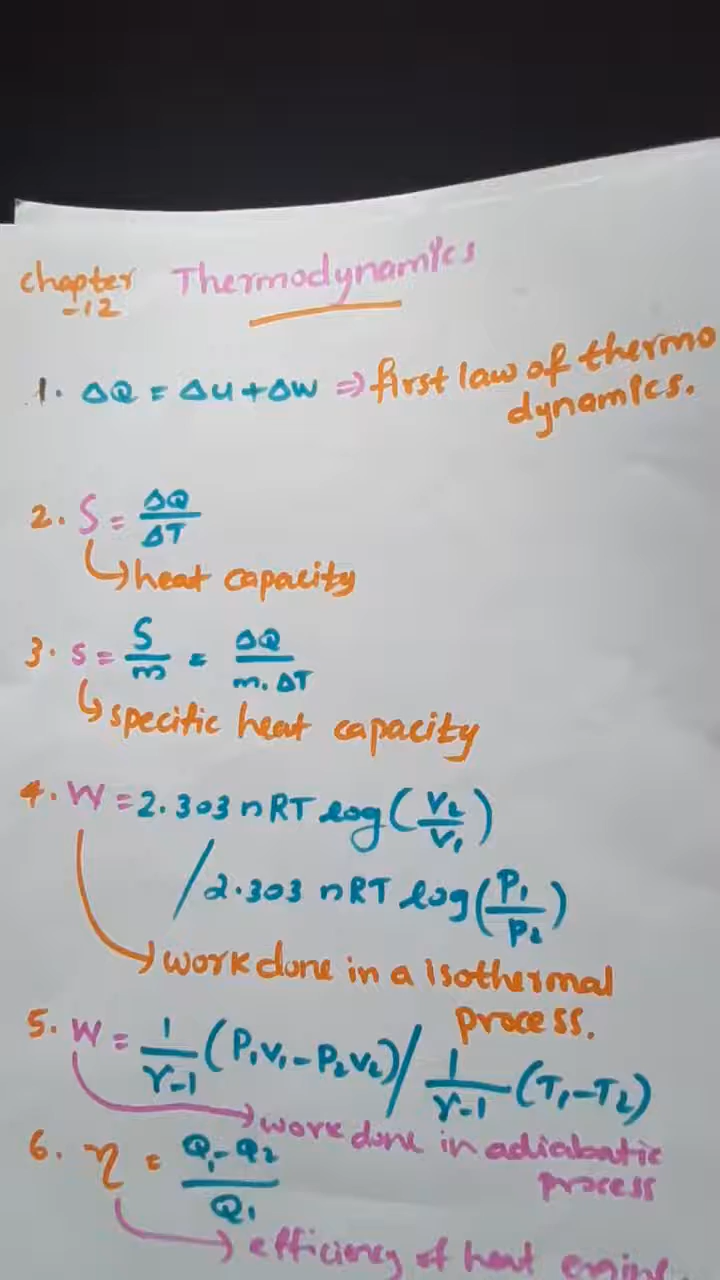 chapter -12 Thermodynamics
1. ΔQ = ΔU + ΔW ⇒ first law of thermo
dynamics.
2. S = ΔQ/ΔT
↳ heat capacity
3. s = S/m = ΔQ/m.ΔT
↳ specific heat capacity
4. W = 2.303 nRT log(V₂/V₁)
/ 2.303 nRT log(P₁/P₂)
→ work done in a isothermal
process.
5. W = 1/γ-1 (P₁V₁ - P₂V₂) / 1/γ-1 (T₁-T₂)
→ work done in adiabatic
process
6. η = Q₁-Q₂/Q₁
→ efficiency of heat engine